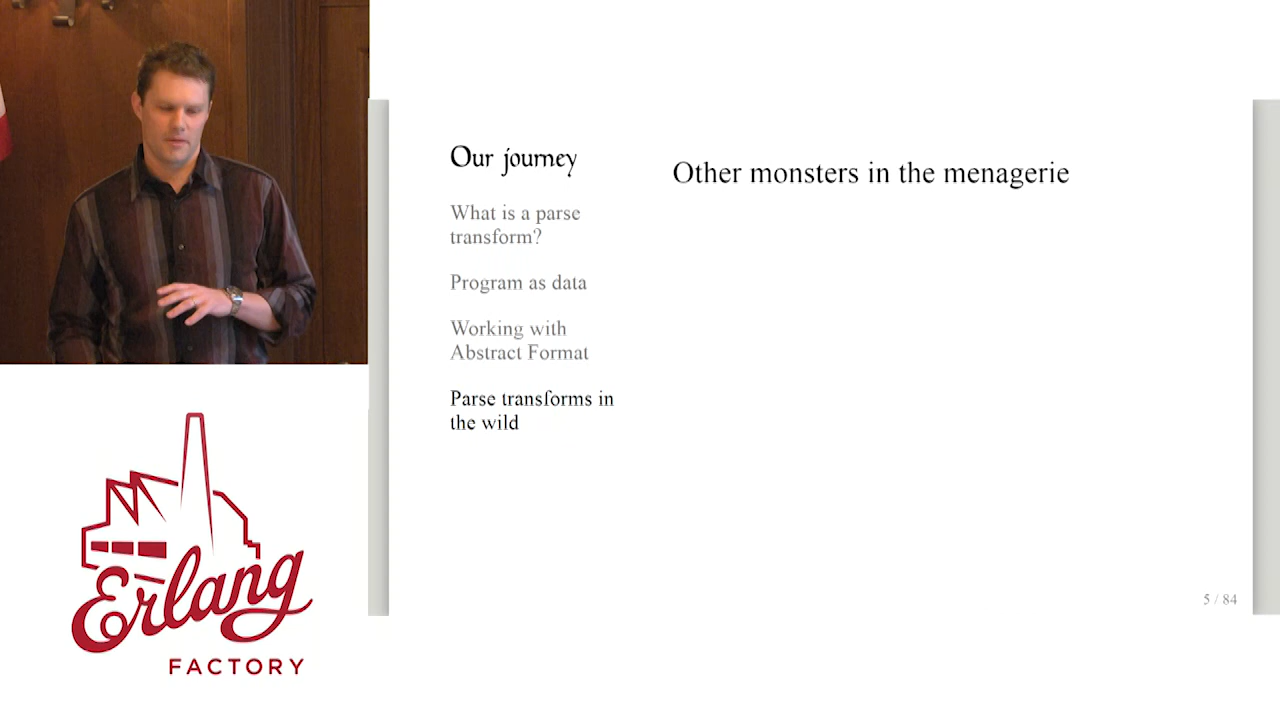 Our journey
What is a parse
transform?
Program as data
Working with
Abstract Format
Parse transforms in
the wild
Other monsters in the menagerie
5 / 84
Erlang
FACTORY